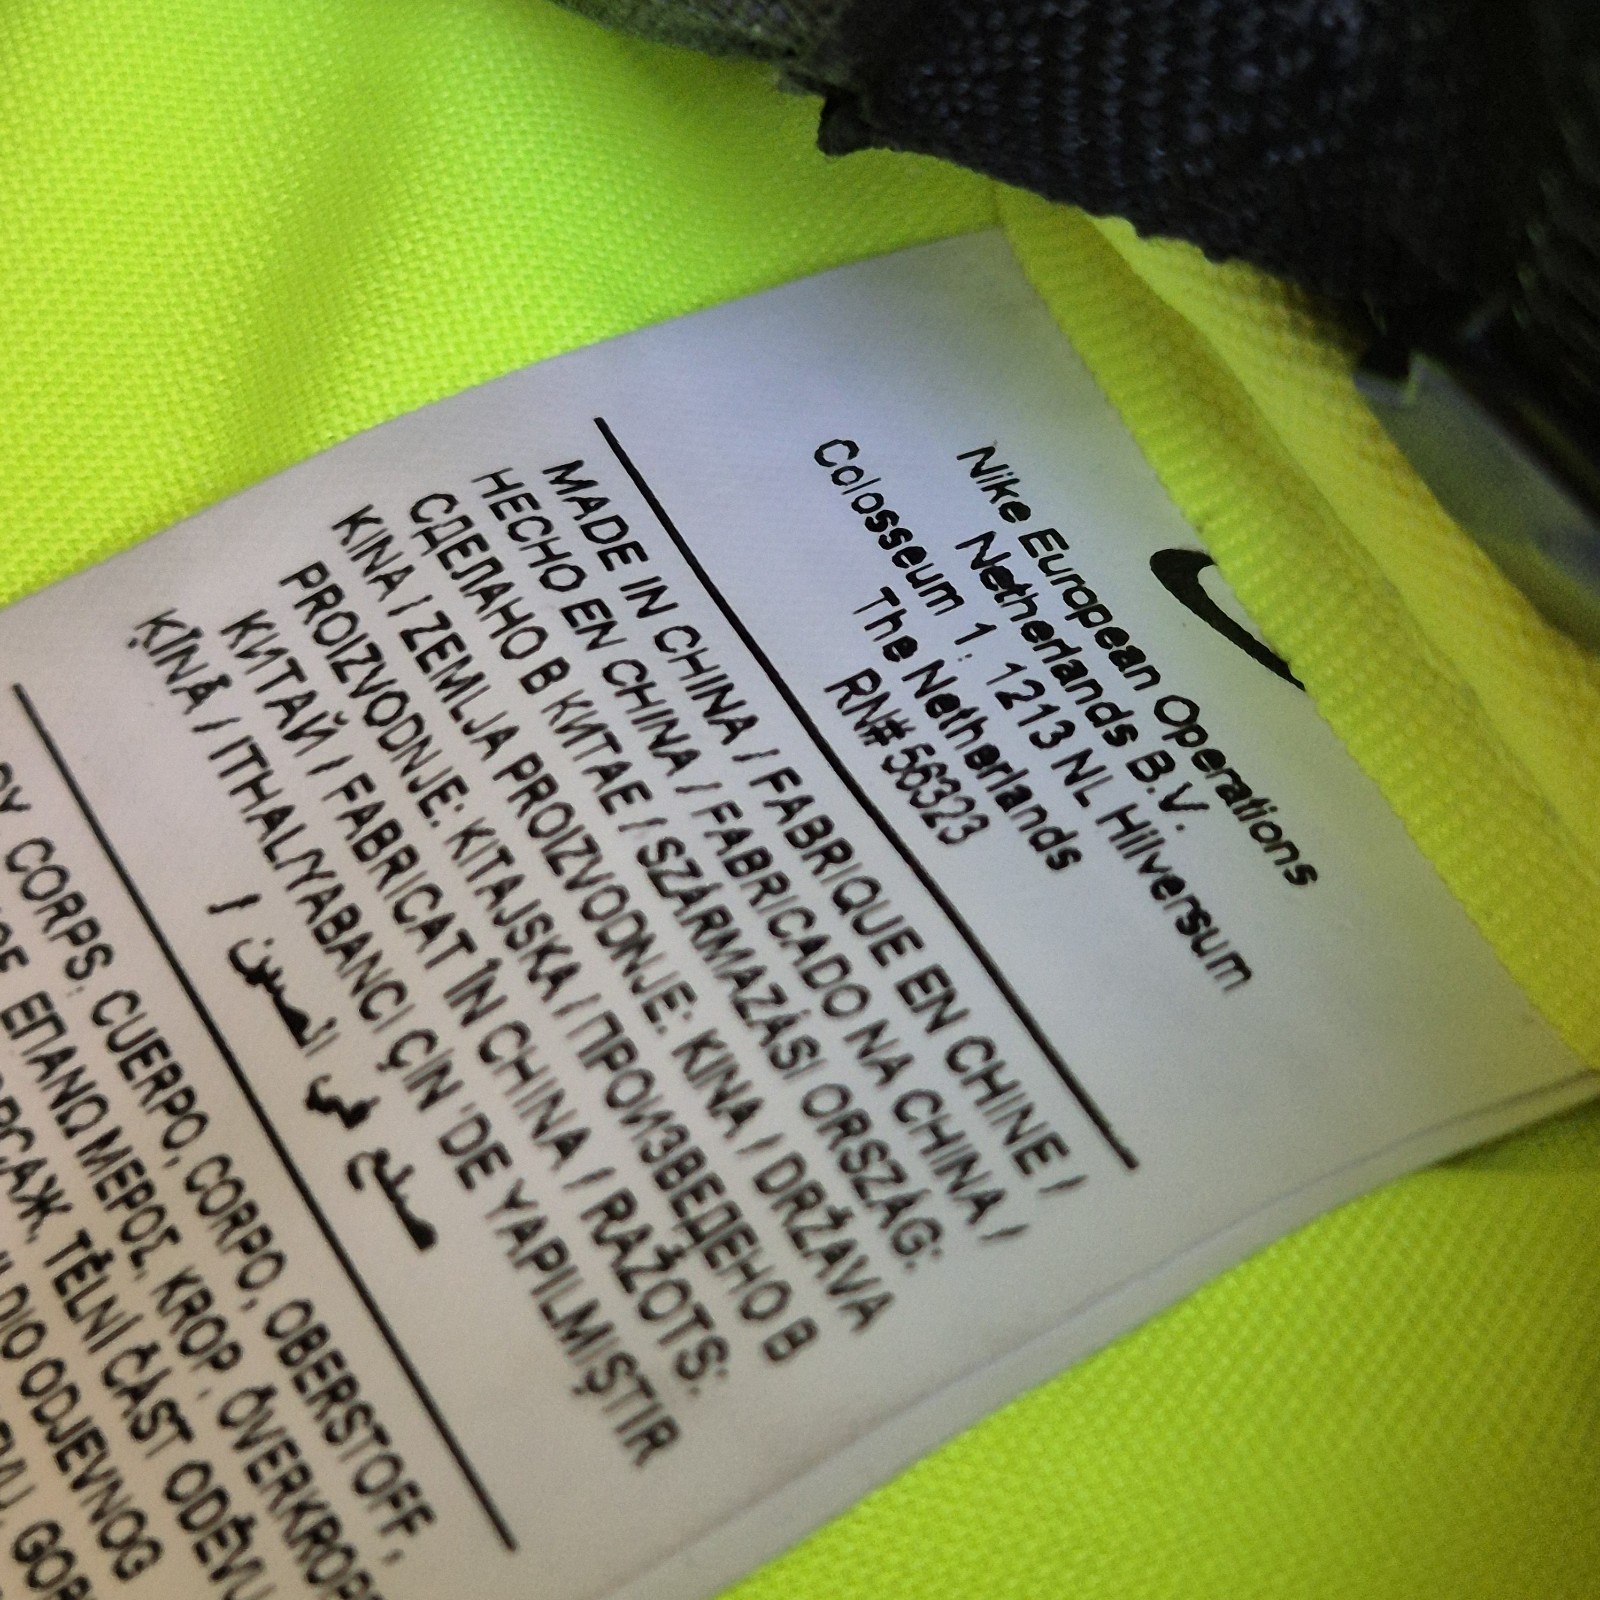 Nike European Operations
Netherlands B.V.
Colosseum 1, 1213 NL Hilversum
The Netherlands
RN#56323
MADE IN CHINA / FABRIQUE EN CHINE /
HECHO EN CHINA / FABRICADO NA CHINA /
СДЕЛАНО В КИТАЕ / SZÁRMAZÁSI ORSZÁG:
KINA / ZEMLJA PROIZVODNJE: KINA / DRŽAVA
PROIZVODNJE: KITAJSKA / ПРОИЗВЕДЕНО В
КИТАЙ / FABRICAT ÎN CHINA / RAŽOTS:
ĶĪNĀ / ITHAL/YABANCI ÇİN 'DE YAPILMIŞTIR
/ صنع في الصين
CORPS, CUERPO, CORPO, OBERSTOFF,
ΕΠΑΝΩ ΜΕΡΟΣ, KROP, ÖVERKROPP
TĚLNÍ ČÁST ODĚVU
DIO ODJEVNOG